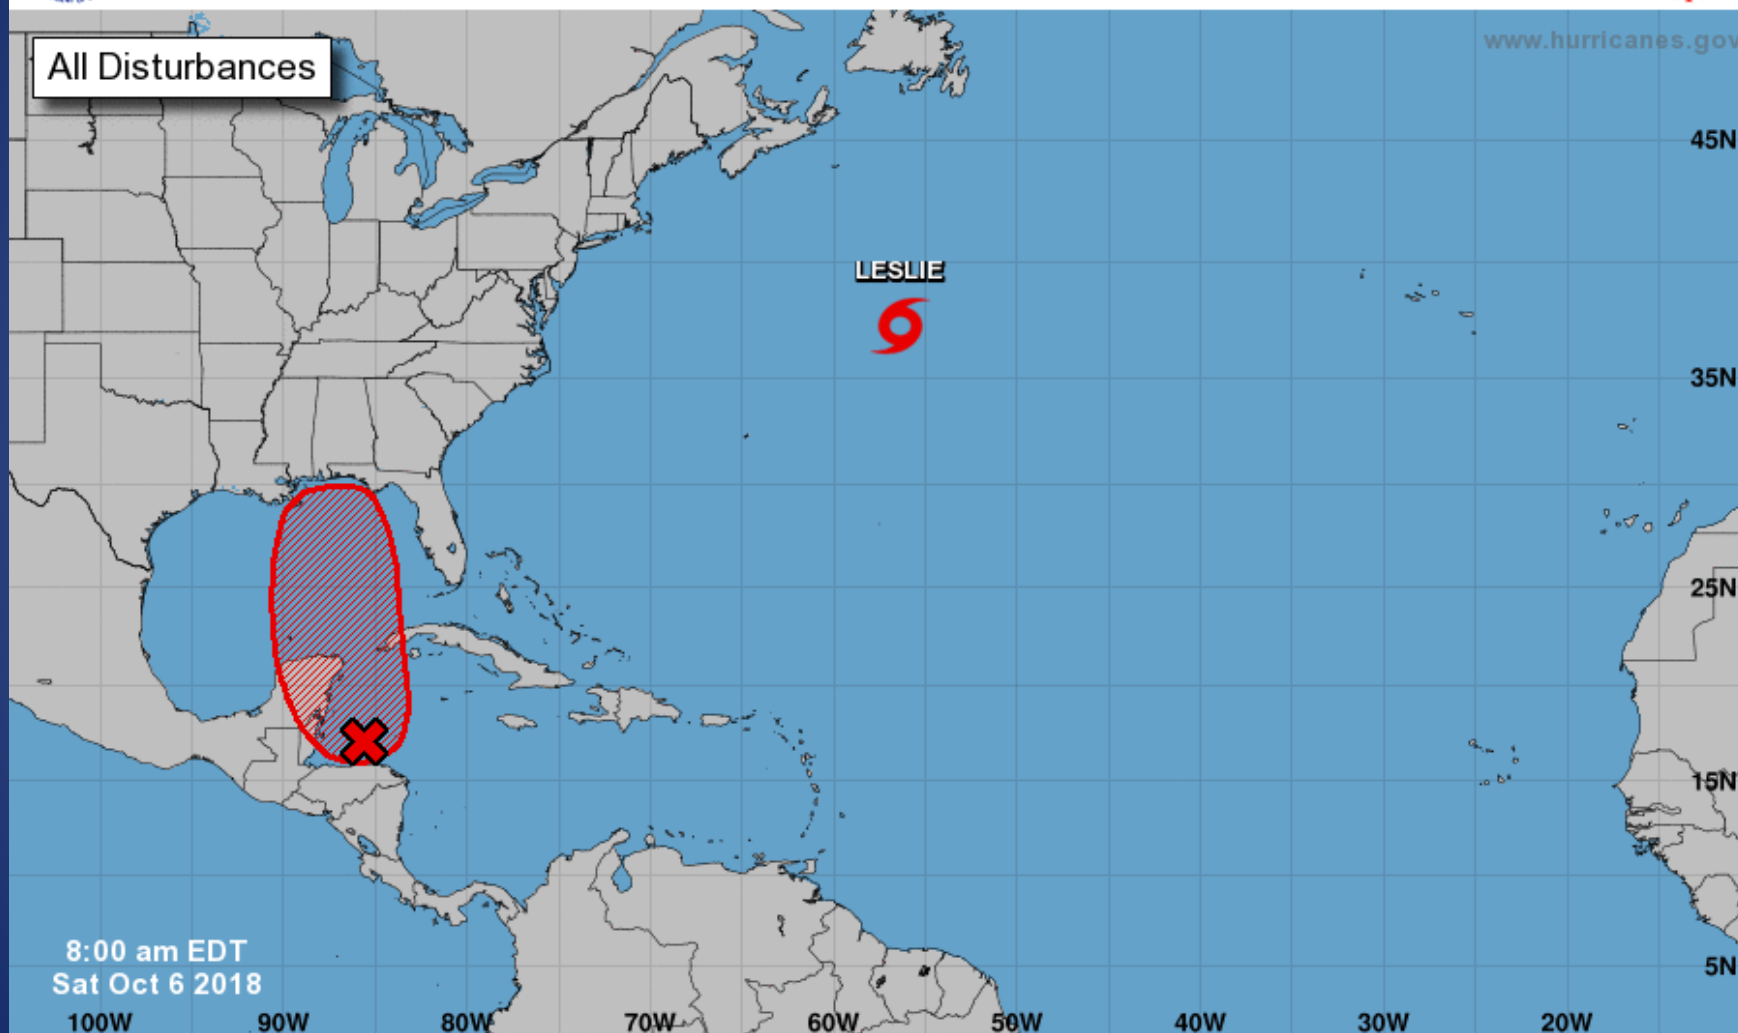 All Disturbances
www.hurricanes.gov
45N
LESLIE
35N
25N
15N
8:00 am EDT
Sat Oct 6 2018
5N
100W 90W 80W 70W 60W 50W 40W 30W 20W